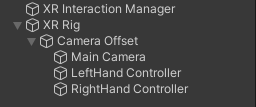 XR Interaction Manager
XR Rig
Camera Offset
Main Camera
LeftHand Controller
RightHand Controller